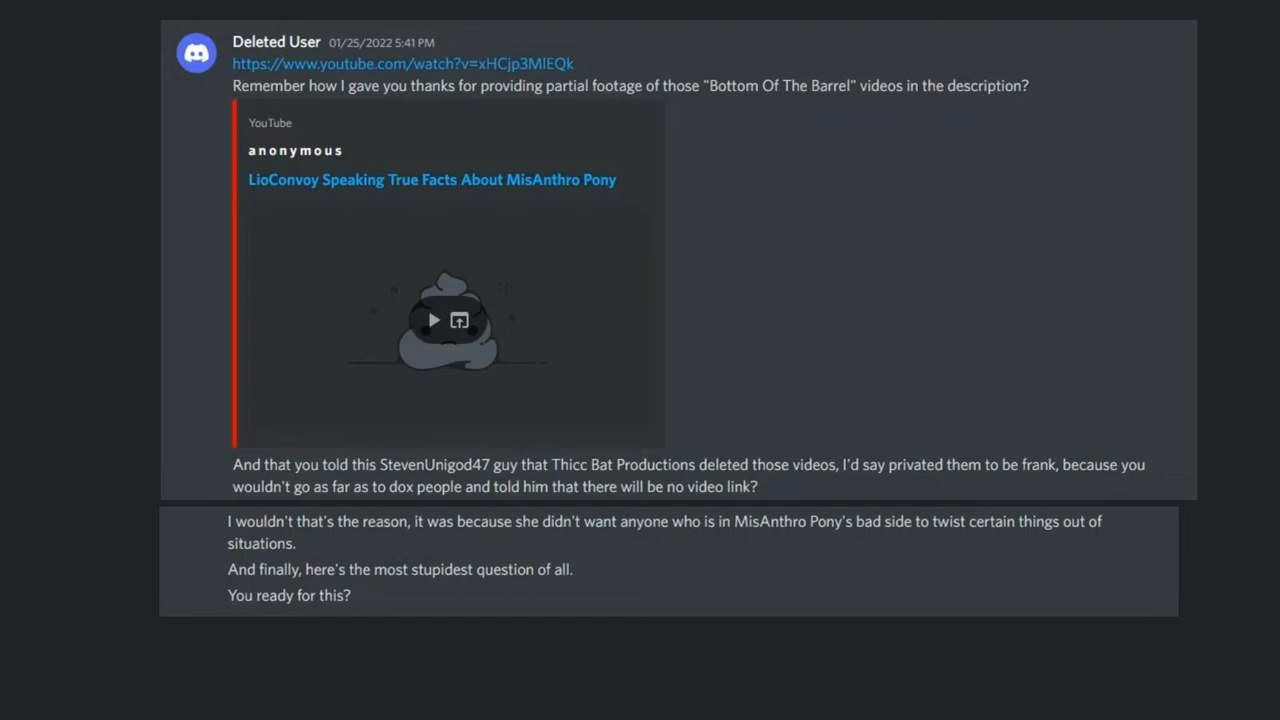 Deleted User 01/25/2022 5:41 PM
https://www.youtube.com/watch?v=xHCjp3MlEQk
Remember how I gave you thanks for providing partial footage of those "Bottom Of The Barrel" videos in the description?
YouTube
anonymous
LioConvoy Speaking True Facts About MisAnthro Pony
And that you told this StevenUnigod47 guy that Thicc Bat Productions deleted those videos, I'd say privated them to be frank, because you
wouldn't go as far as to dox people and told him that there will be no video link?
I wouldn't that's the reason, it was because she didn't want anyone who is in MisAnthro Pony's bad side to twist certain things out of
situations.
And finally, here's the most stupidest question of all.
You ready for this?